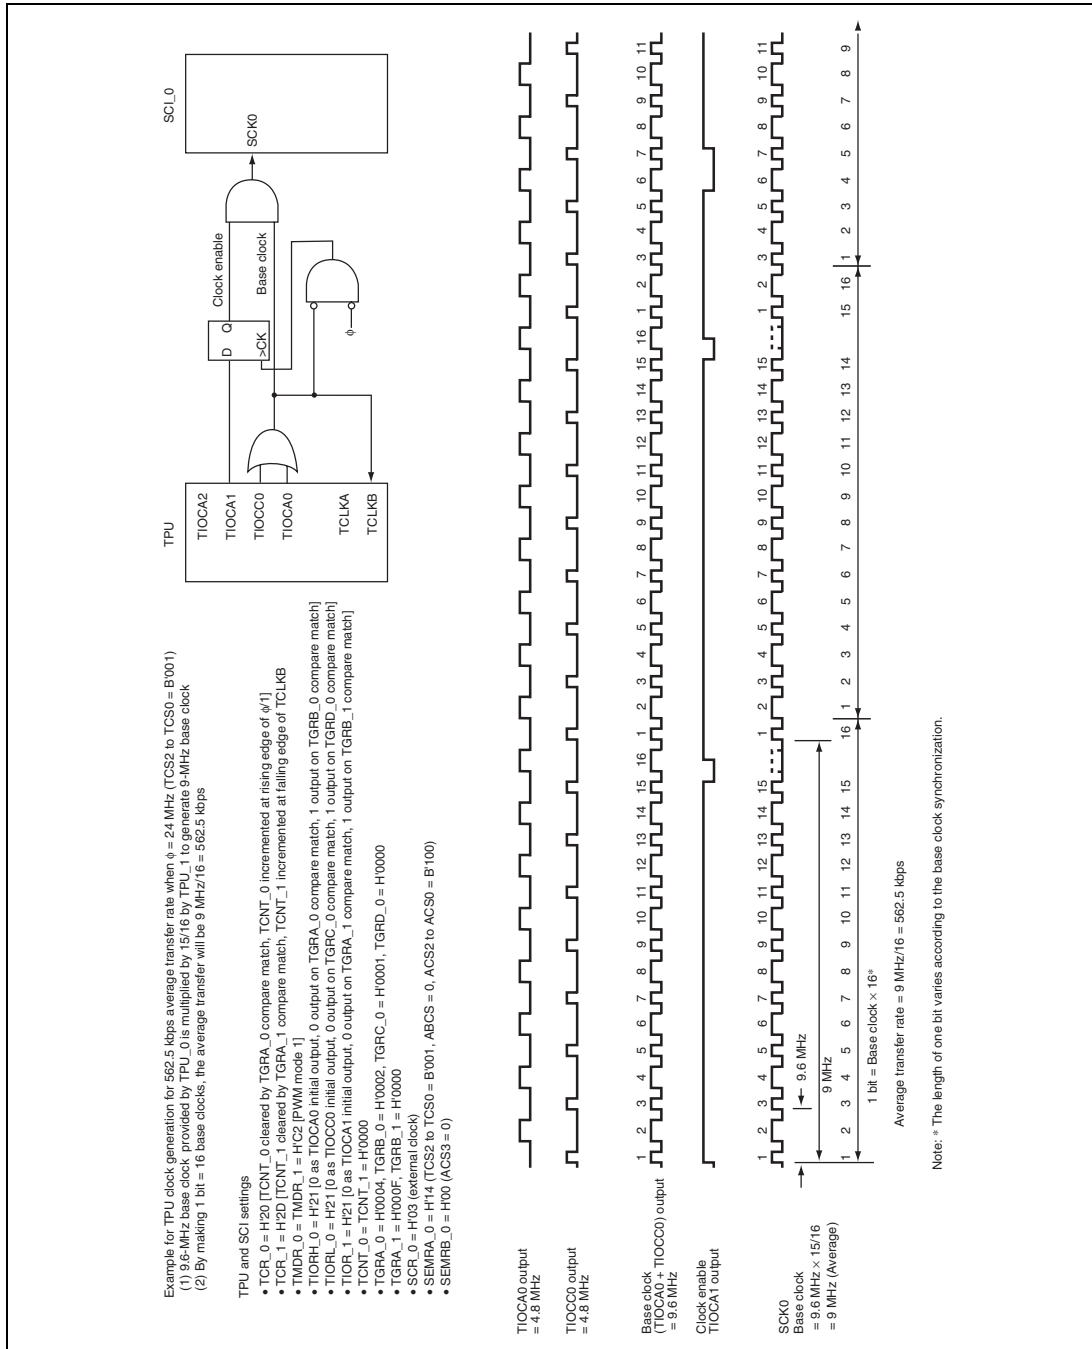 Example for TPU clock generation for 562.5 kbps average transfer rate when ϕ = 24 MHz (TCS2 to TCS0 = B'001)
(1) 9.6-MHz base clock provided by TPU_0 is multiplied by 15/16 by TPU_1 to generate 9-MHz base clock
(2) By making 1 bit = 16 base clocks, the average transfer will be 9 MHz/16 = 562.5 kbps
TPU and SCI settings
• TCR_0 = H'20 [TCNT_0 cleared by TGRA_0 compare match, TCNT_0 incremented at rising edge of ϕ/1]
• TCR_1 = H'2D [TCNT_1 cleared by TGRA_1 compare match, TCNT_1 incremented at falling edge of TCLKB
• TMDR_0 = TMDR_1 = H'C2 [PWM mode 1]
• TIORH_0 = H'21 [0 as TIOCA0 initial output, 0 output on TGRA_0 compare match, 1 output on TGRB_0 compare match]
• TIORL_0 = H'21 [0 as TIOCC0 initial output, 0 output on TGRC_0 compare match, 1 output on TGRD_0 compare match]
• TIOR_1 = H'21 [0 as TIOCA1 initial output, 0 output on TGRA_1 compare match, 1 output on TGRB_1 compare match]
• TCNT_0 = TCNT_1 = H'0000
• TGRA_0 = H'0004, TGRB_0 = H'0002, TGRC_0 = H'0001, TGRD_0 = H'0000
• TGRA_1 = H'000F, TGRB_1 = H'0000
• SCR_0 = H'03 (external clock)
• SEMRA_0 = H'14 (TCS2 to TCS0 = B'001, ABCS = 0, ACS2 to ACS0 = B'100)
• SEMRB_0 = H'00 (ACS3 = 0)
TPU
TIOCA2
TIOCA1
TIOCC0
TIOCA0
TCLKA
TCLKB
D Q
>CK
Clock enable
Base clock
ϕ
SCI_0
SCK0
TIOCA0 output
= 4.8 MHz
TIOCC0 output
= 4.8 MHz
Base clock
(TIOCA0 + TIOCC0) output
= 9.6 MHz
1 2 3 4 5 6 7 8 9 10 11 12 13 14 15 16 1 2 3 4 5 6 7 8 9 10 11 12 13 14 15 16 1 2 3 4 5 6 7 8 9 10 11
Clock enable
TIOCA1 output
SCK0
Base clock
= 9.6 MHz × 15/16
= 9 MHz (Average)
1 2 3 4 5 6 7 8 9 10 11 12 13 14 15 1 2 3 4 5 6 7 8 9 10 11 12 13 14 15 1 2 3 4 5 6 7 8 9 10 11
9.6 MHz
9 MHz
1 2 3 4 5 6 7 8 9 10 11 12 13 14 15 16 1 2 3 4 5 6 7 8 9 10 11 12 13 14 15 16 1 2 3 4 5 6 7 8 9
1 bit = Base clock × 16*
Average transfer rate = 9 MHz/16 = 562.5 kbps
Note: * The length of one bit varies according to the base clock synchronization.